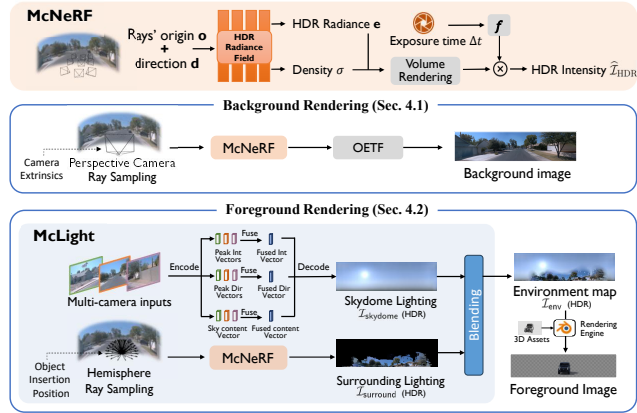 McNeRF
Rays' origin o
+
direction d
HDR
Radiance
Field
HDR Radiance e
Density σ
Exposure time Δt
f
Volume
Rendering
⊗
HDR Intensity Î_HDR
Background Rendering (Sec. 4.1)
Camera
Extrinsics
Perspective Camera
Ray Sampling
McNeRF
OETF
Background image
Foreground Rendering (Sec. 4.2)
McLight
Multi-camera inputs
Encode
Peak Int
Vectors
Fuse
Fused Int
Vector
Peak Dir
Vectors
Fuse
Fused Dir
Vector
Sky content
Vector
Fuse
Fused content
Vector
Decode
Skydome Lighting
I_skydome (HDR)
Object
Insertion
Position
Hemisphere
Ray Sampling
McNeRF
Surrounding Lighting
I_surround (HDR)
Blending
Environment map
I_env (HDR)
3D Assets
Rendering
Engine
Foreground Image